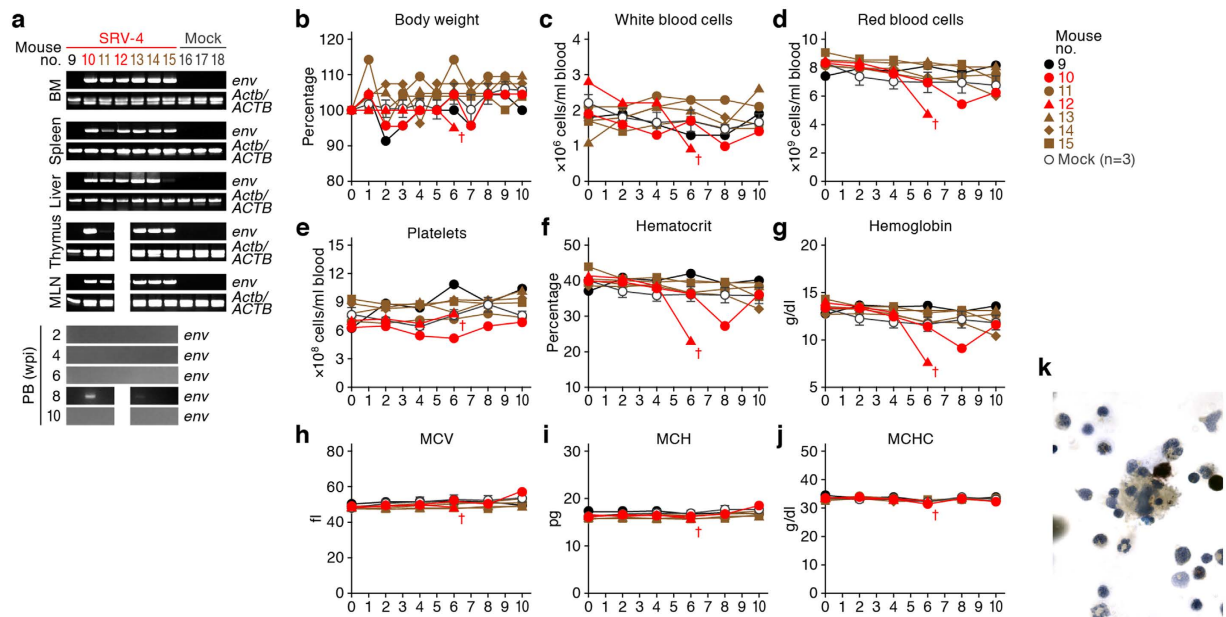 a
SRV-4 Mock
Mouse no. 9 10 11 12 13 14 15 16 17 18
BM env
Actb/ACTB
Spleen env
Actb/ACTB
Liver env
Actb/ACTB
Thymus env
Actb/ACTB
MLN env
Actb/ACTB
PB (wpi)
2 env
4 env
6 env
8 env
10 env
b Body weight
Percentage
120
110
100
90
80
0 1 2 3 4 5 6 7 8 9 10
†
c White blood cells
×10⁶ cells/ml blood
4
3
2
1
0
0 1 2 3 4 5 6 7 8 9 10
†
d Red blood cells
×10⁹ cells/ml blood
10
8
6
4
2
0
0 1 2 3 4 5 6 7 8 9 10
†
Mouse
no.
9
10
11
12
13
14
15
Mock (n=3)
e Platelets
×10⁸ cells/ml blood
15
12
9
6
3
0
0 1 2 3 4 5 6 7 8 9 10
†
f Hematocrit
Percentage
50
40
30
20
10
0 1 2 3 4 5 6 7 8 9 10
†
g Hemoglobin
g/dl
20
15
10
5
0 1 2 3 4 5 6 7 8 9 10
†
h MCV
fl
80
60
40
20
0
0 1 2 3 4 5 6 7 8 9 10
†
i MCH
pg
30
20
10
0
0 1 2 3 4 5 6 7 8 9 10
†
j MCHC
g/dl
50
40
30
20
10
0
0 1 2 3 4 5 6 7 8 9 10
†
k